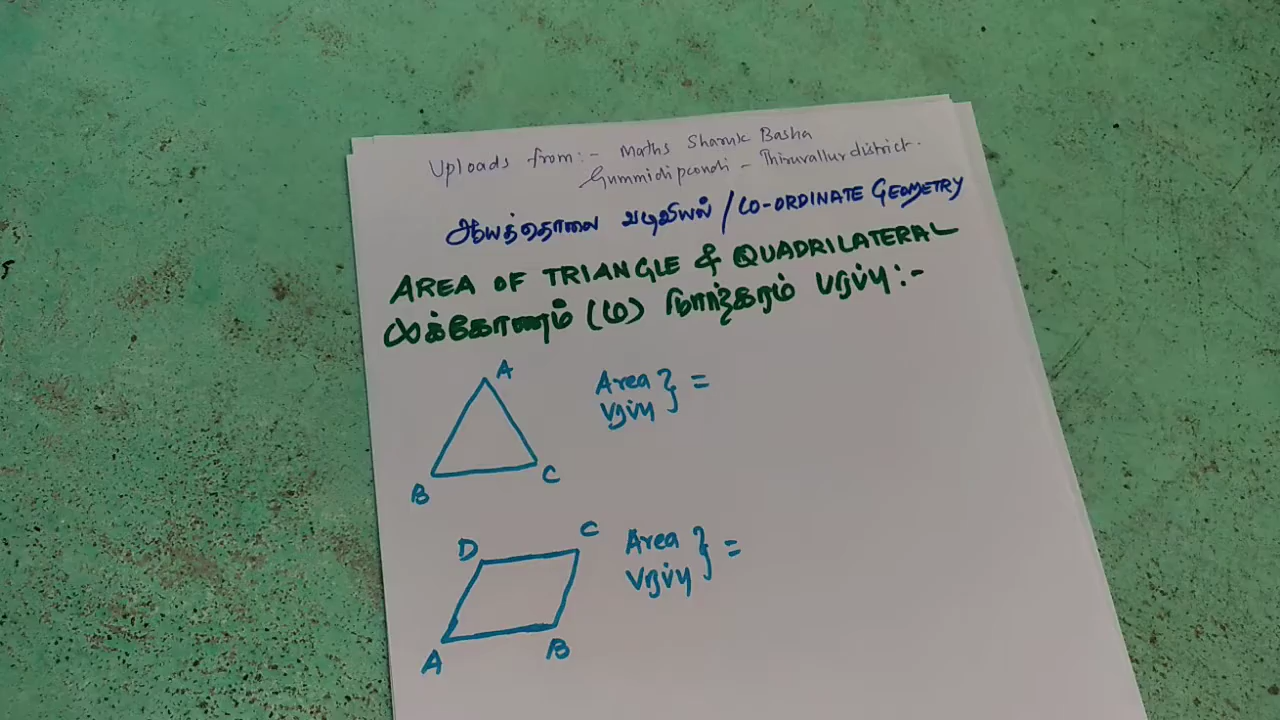 Uploads from:- Maths Sharuk Basha
Gummidipoondi - Thiruvallur district.
ஆயத்தொலை வடிவியல் / CO-ORDINATE GEOMETRY
AREA OF TRIANGLE & QUADRILATERAL
முக்கோணம் (ம) நாற்கரம் பரப்பு:-
A
B
C
Area
பரப்பு } =
D
C
A
B
Area
பரப்பு } =